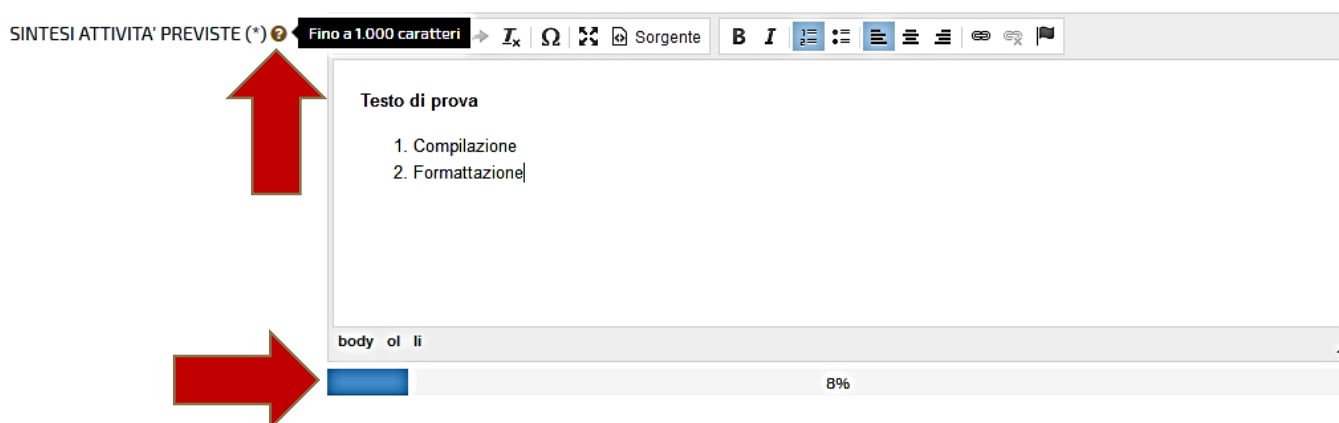 SINTESI ATTIVITA' PREVISTE (*) ? Fino a 1.000 caratteri Ω Sorgente B I
Testo di prova
1. Compilazione
2. Formattazione
body ol li
8%